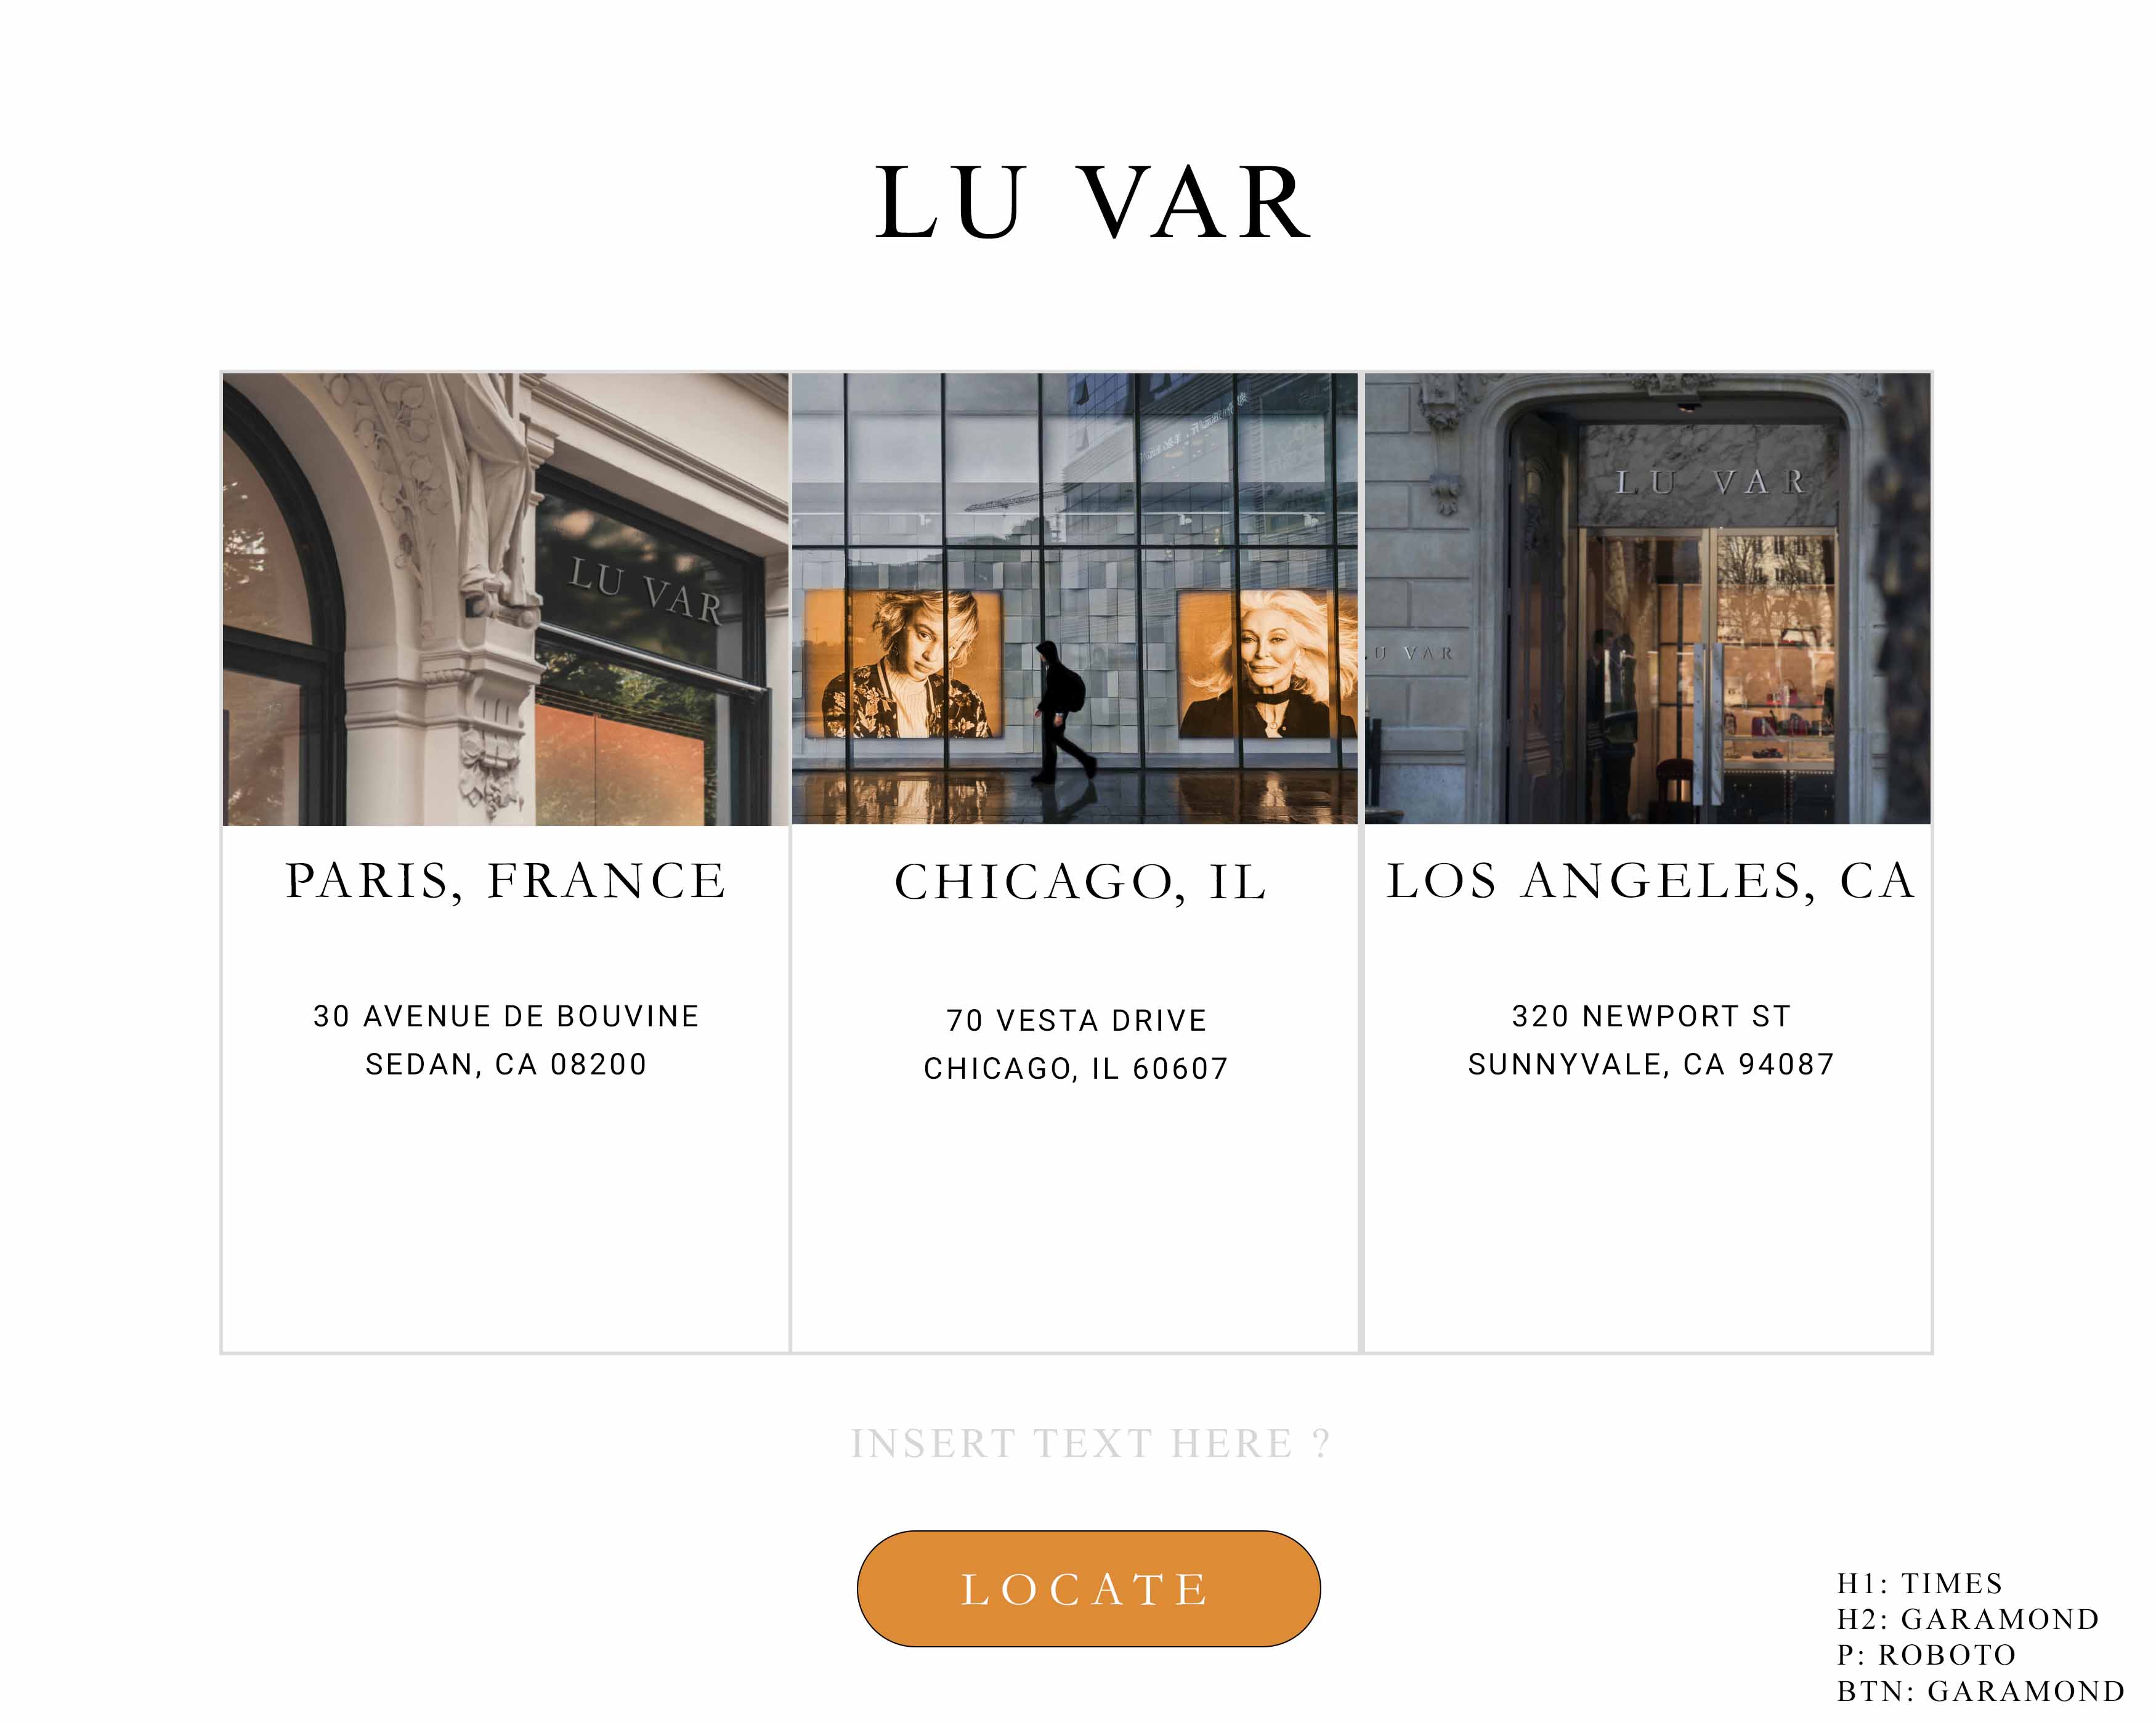 LU VAR
LU VAR
LU VAR
U VAR
PARIS, FRANCE
30 AVENUE DE BOUVINE
SEDAN, CA 08200
CHICAGO, IL
70 VESTA DRIVE
CHICAGO, IL 60607
LOS ANGELES, CA
320 NEWPORT ST
SUNNYVALE, CA 94087
INSERT TEXT HERE ?
LOCATE
H1: TIMES
H2: GARAMOND
P: ROBOTO
BTN: GARAMOND